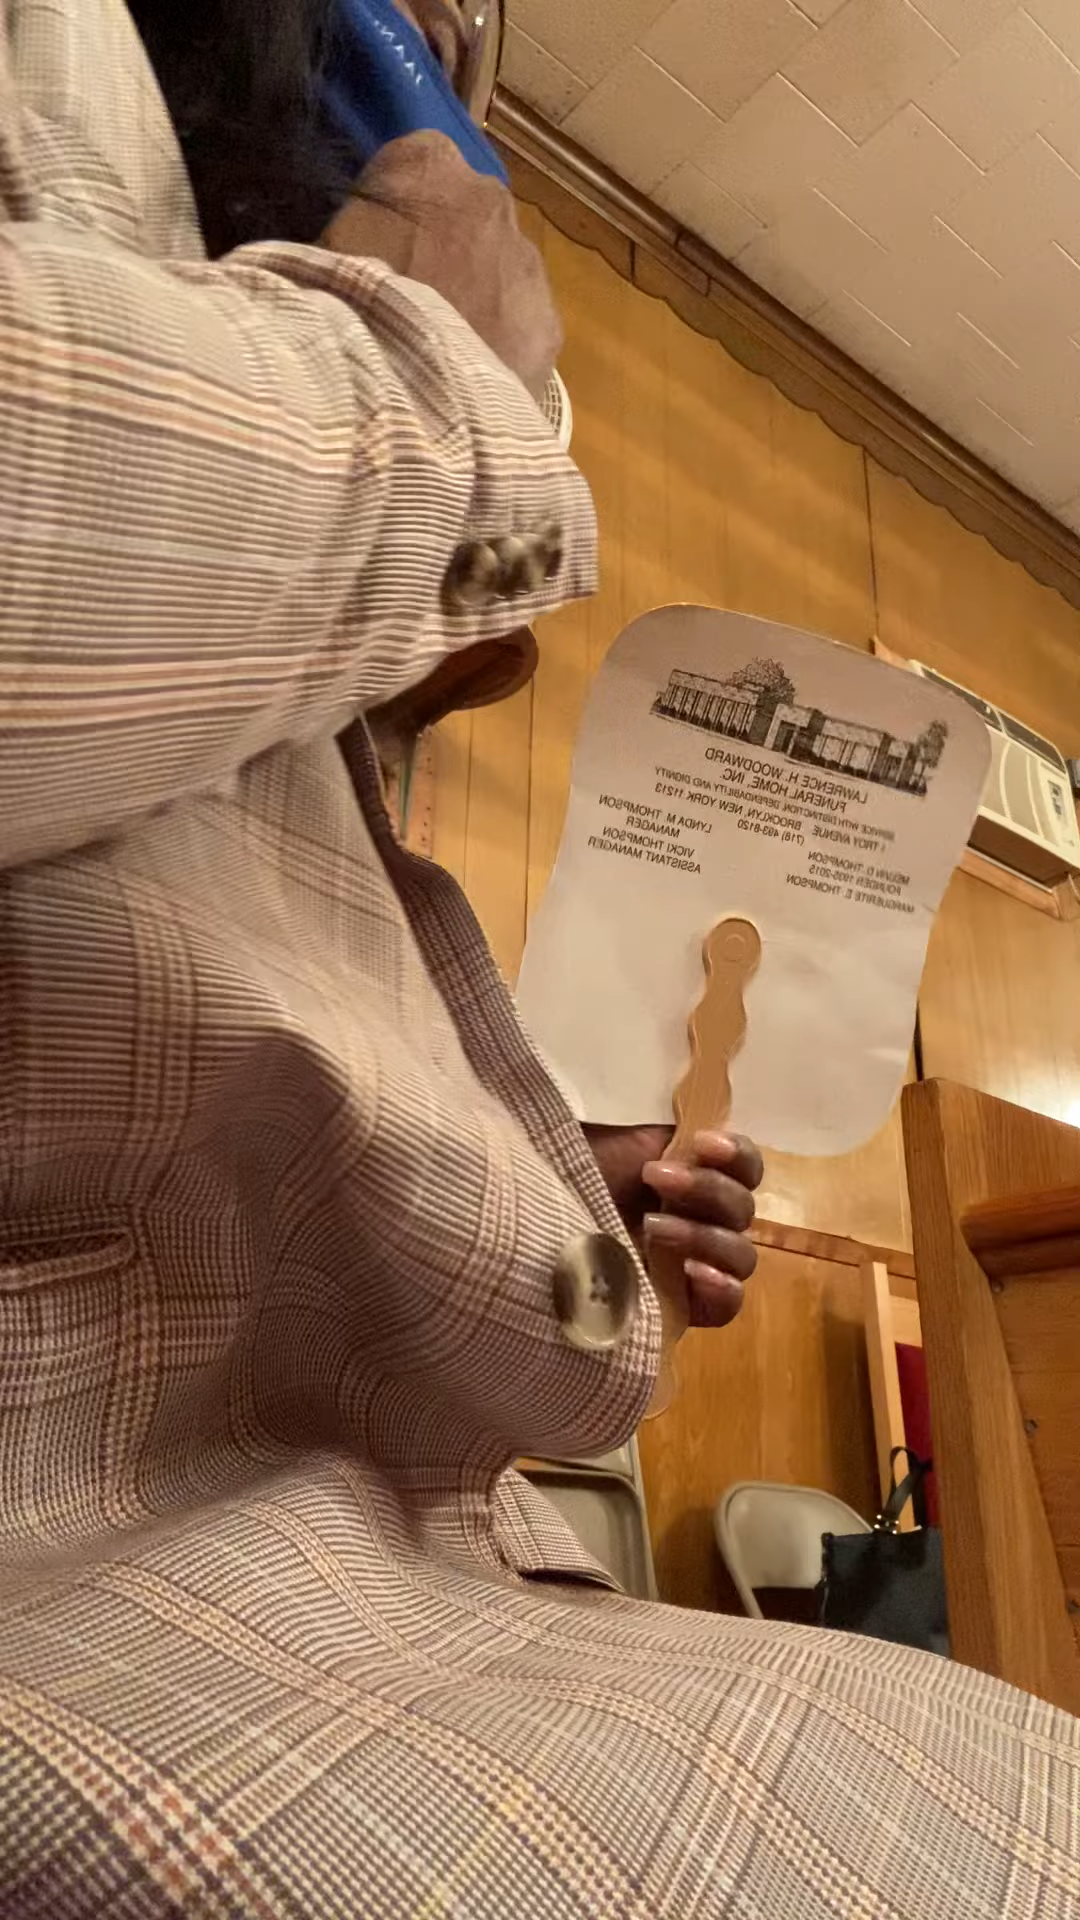 LAWRENCE H. WOODWARD
FUNERAL HOME, INC.
SERVICE WITH DISTINCTION, DEPENDABILITY AND DIGNITY
1 TROY AVENUE BROOKLYN, NEW YORK 11213
(718) 493-8120
MELVIN D. THOMPSON
FOUNDER 1935-2015
MARGUERITE E. THOMPSON
LYNDA M. THOMPSON
MANAGER
VICKI THOMPSON
ASSISTANT MANAGER